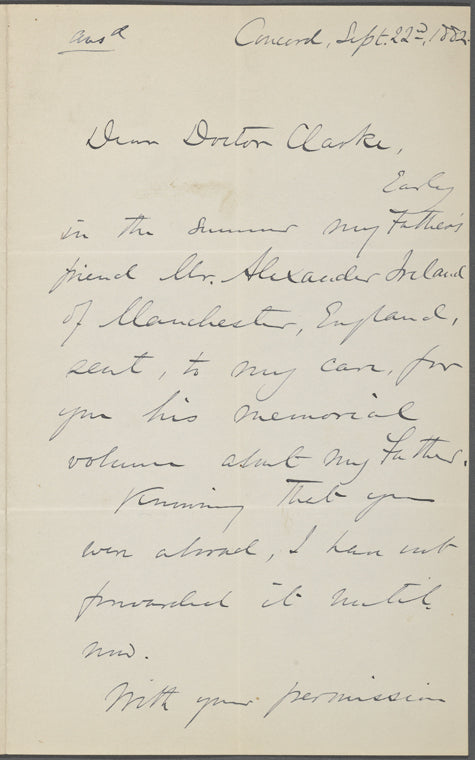 ansd Concord, Sept. 22nd, 1882.
Dear Doctor Clarke,
Early
in the summer my Father's
friend Mr. Alexander Ireland
of Manchester, England,
sent, to my care, for
you his memorial
volume about my Father.
Knowing that you
were abroad, I have not
forwarded it until
now.
With your permission